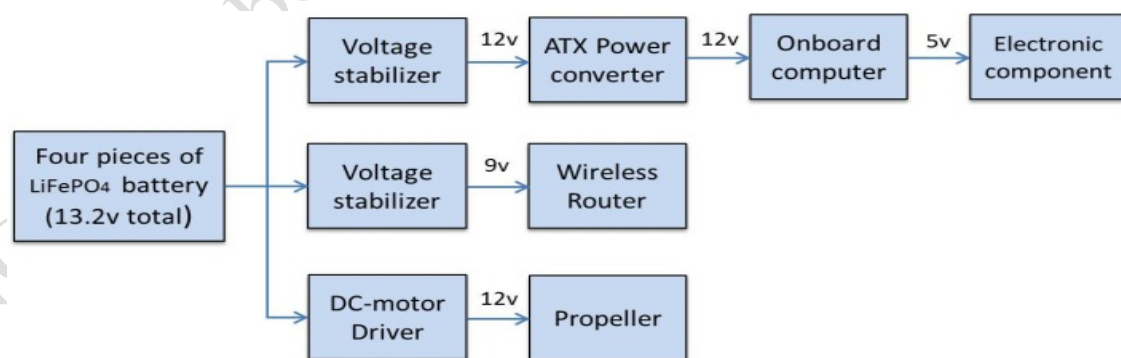 Four pieces of
LiFePO4 battery
(13.2v total)
Voltage
stabilizer
12v
ATX Power
converter
12v
Onboard
computer
5v
Electronic
component
Voltage
stabilizer
9v
Wireless
Router
DC-motor
Driver
12v
Propeller